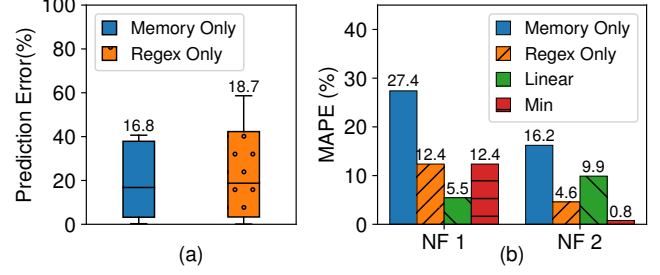 Prediction Error(%)
100
80
60
40
20
0
Memory Only
Regex Only
16.8
18.7
(a)
MAPE (%)
40
30
20
10
0
Memory Only
Regex Only
Linear
Min
27.4
12.4
5.5
12.4
16.2
4.6
9.9
0.8
NF 1
NF 2
(b)